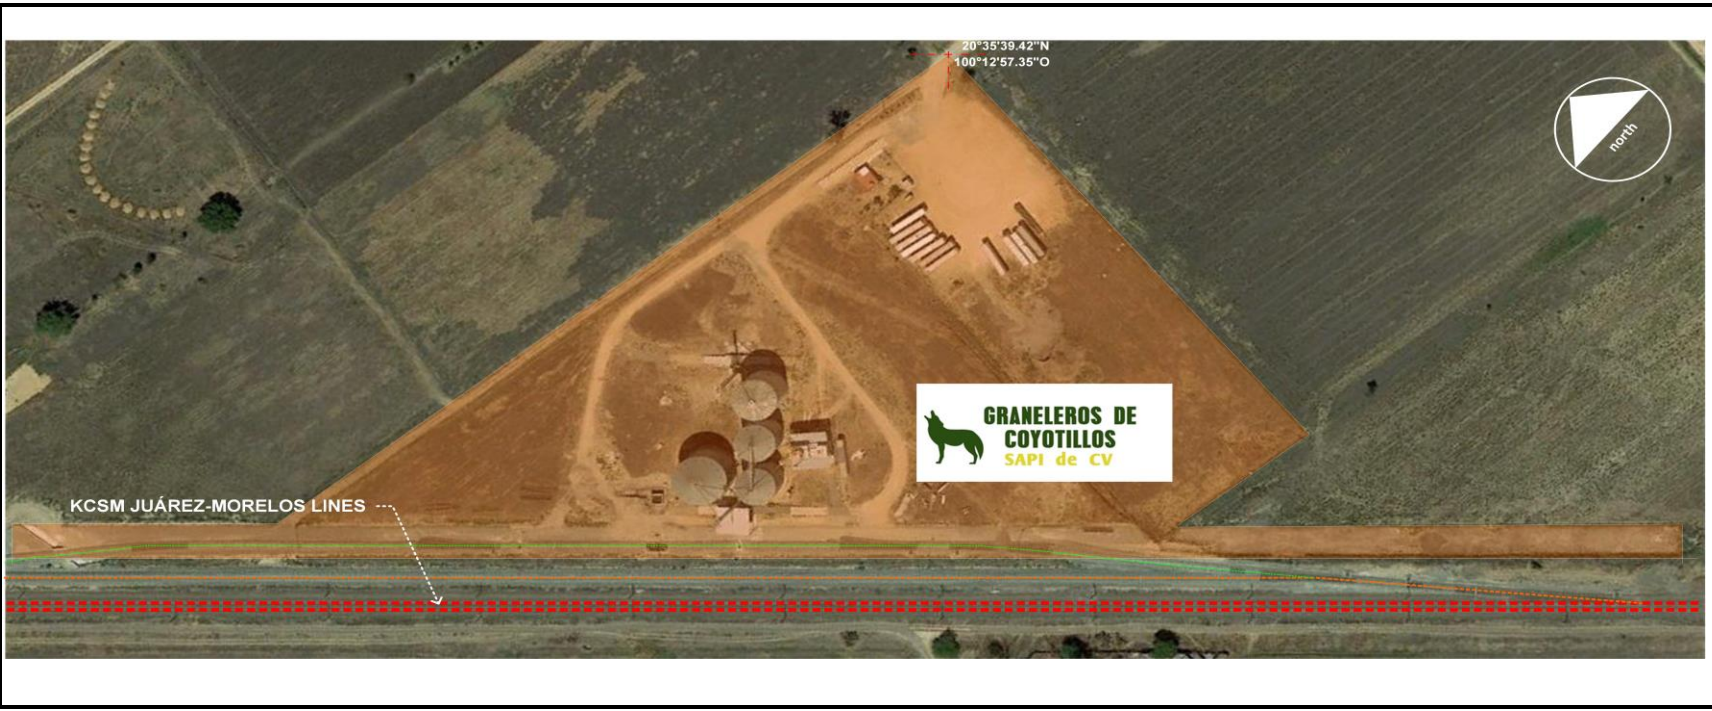 20°35'39.42"N
100°12'57.35"O
north
GRANELEROS DE
COYOTILLOS
SAPI de CV
KCSM JUÁREZ-MORELOS LINES